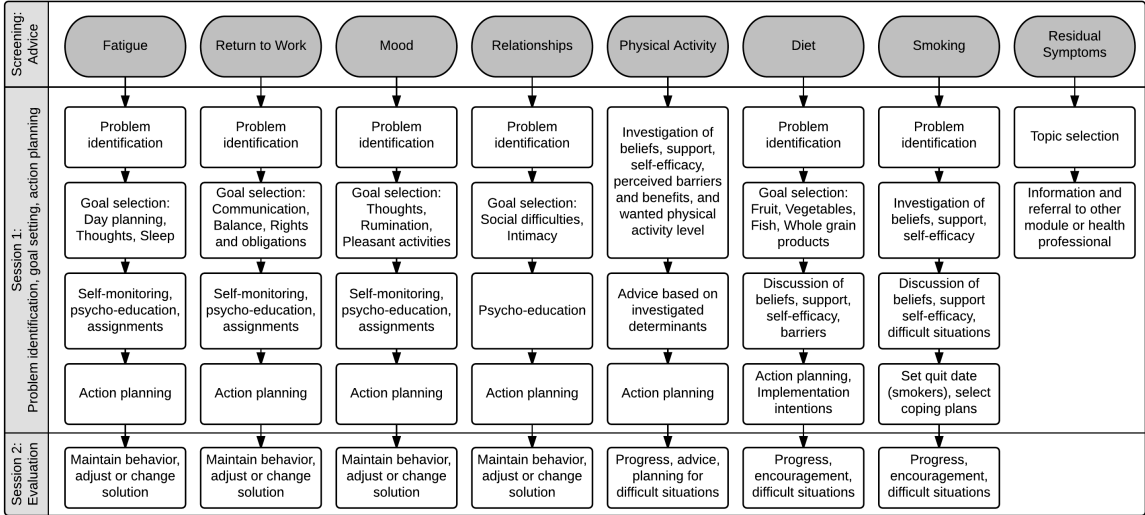 Screening:
Advice
Fatigue
Return to Work
Mood
Relationships
Physical Activity
Diet
Smoking
Residual
Symptoms
Session 1:
Problem identification, goal setting, action planning
Problem
identification
Problem
identification
Problem
identification
Problem
identification
Investigation of
beliefs, support,
self-efficacy,
perceived barriers
and benefits, and
wanted physical
activity level
Problem
identification
Problem
identification
Topic selection
Goal selection:
Day planning,
Thoughts, Sleep
Goal selection:
Communication,
Balance, Rights
and obligations
Goal selection:
Thoughts,
Rumination,
Pleasant activities
Goal selection:
Social difficulties,
Intimacy
Goal selection:
Fruit, Vegetables,
Fish, Whole grain
products
Investigation of
beliefs, support,
self-efficacy
Information and
referral to other
module or health
professional
Self-monitoring,
psycho-education,
assignments
Self-monitoring,
psycho-education,
assignments
Self-monitoring,
psycho-education,
assignments
Psycho-education
Advice based on
investigated
determinants
Discussion of
beliefs, support,
self-efficacy,
barriers
Discussion of
beliefs, support
self-efficacy,
difficult situations
Action planning
Action planning
Action planning
Action planning
Action planning
Action planning,
Implementation
intentions
Set quit date
(smokers), select
coping plans
Session 2:
Evaluation
Maintain behavior,
adjust or change
solution
Maintain behavior,
adjust or change
solution
Maintain behavior,
adjust or change
solution
Maintain behavior,
adjust or change
solution
Progress, advice,
planning for
difficult situations
Progress,
encouragement,
difficult situations
Progress,
encouragement,
difficult situations